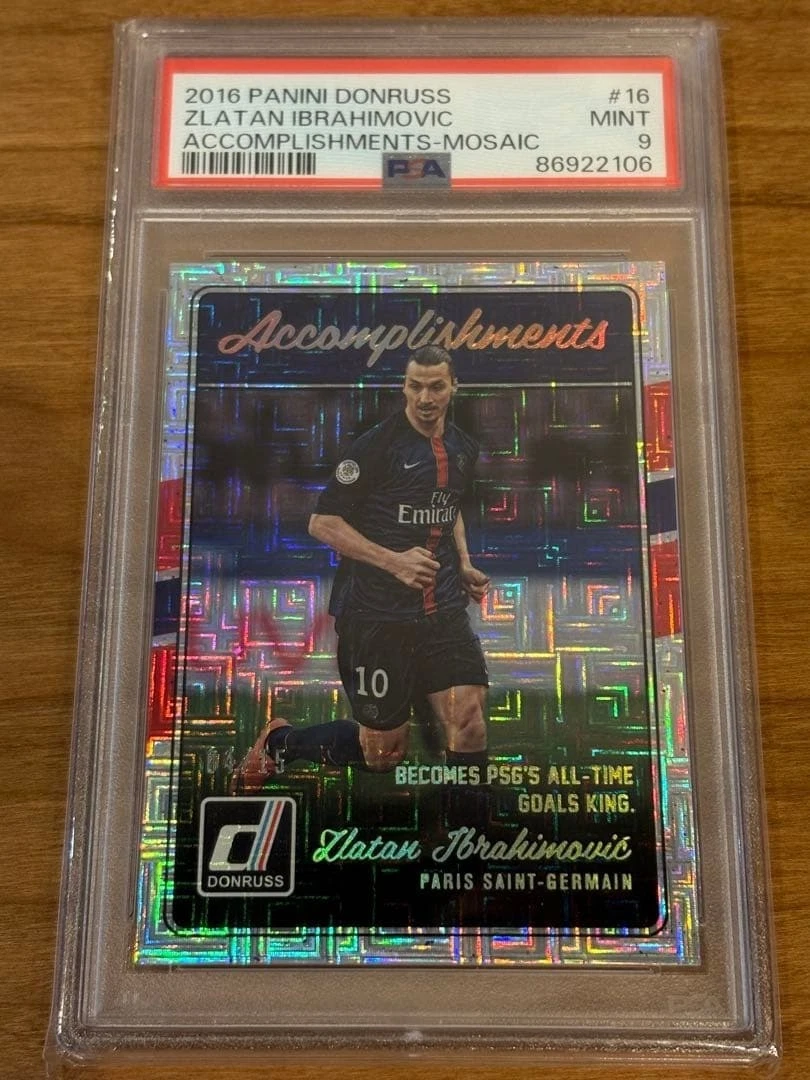 2016 PANINI DONRUSS #16
ZLATAN IBRAHIMOVIC MINT
ACCOMPLISHMENTS-MOSAIC 9
PSA 86922106
Accomplishments
Fly
Emirates
10
BECOMES PSG'S ALL-TIME
GOALS KING.
Zlatan Ibrahimović
PARIS SAINT-GERMAIN
d
DONRUSS
PSA